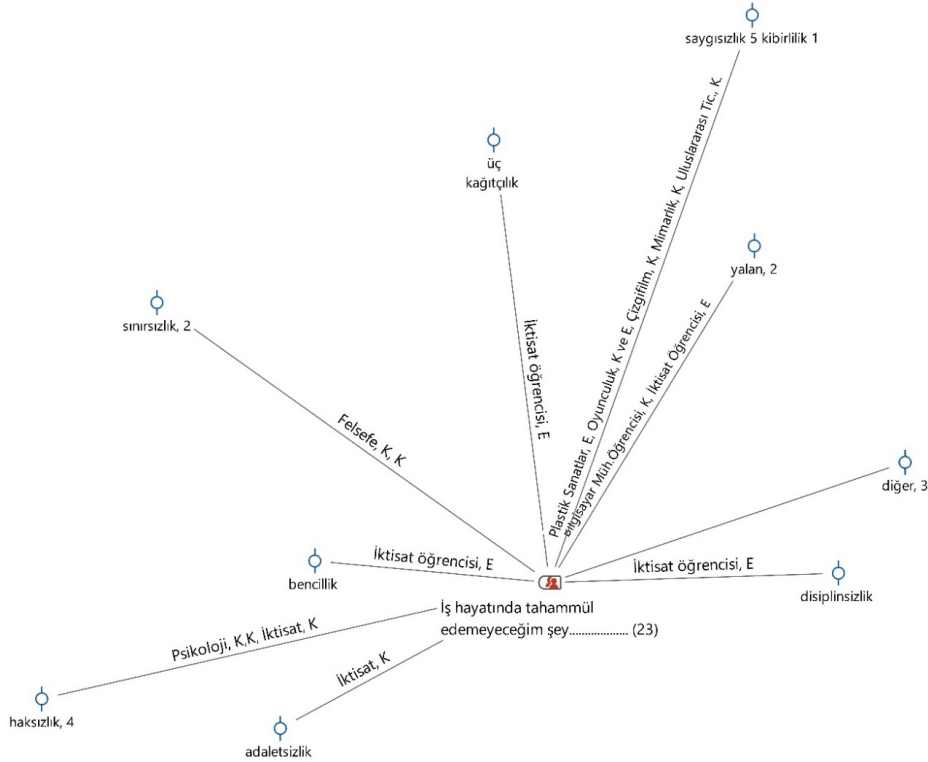 saygısızlık 5 kibirlilik 1
üç
kağıtçılık
yalan, 2
sınırsızlık, 2
Plastik Sanatlar, E, Oyunculuk, K ve E, Çizgifilm, K, Mimarlık, K, Uluslararası Tic., K.
İktisat öğrencisi, E
Bilgisayar Müh.Öğrencisi, K, İktisat Öğrencisi, E
Felsefe, K, K
diğer, 3
İktisat öğrencisi, E
bencillik
İktisat öğrencisi, E
disiplinsizlik
İş hayatında tahammül
edemeyeceğim şey.................. (23)
Psikoloji, K,K, İktisat, K
İktisat, K
haksızlık, 4
adaletsizlik